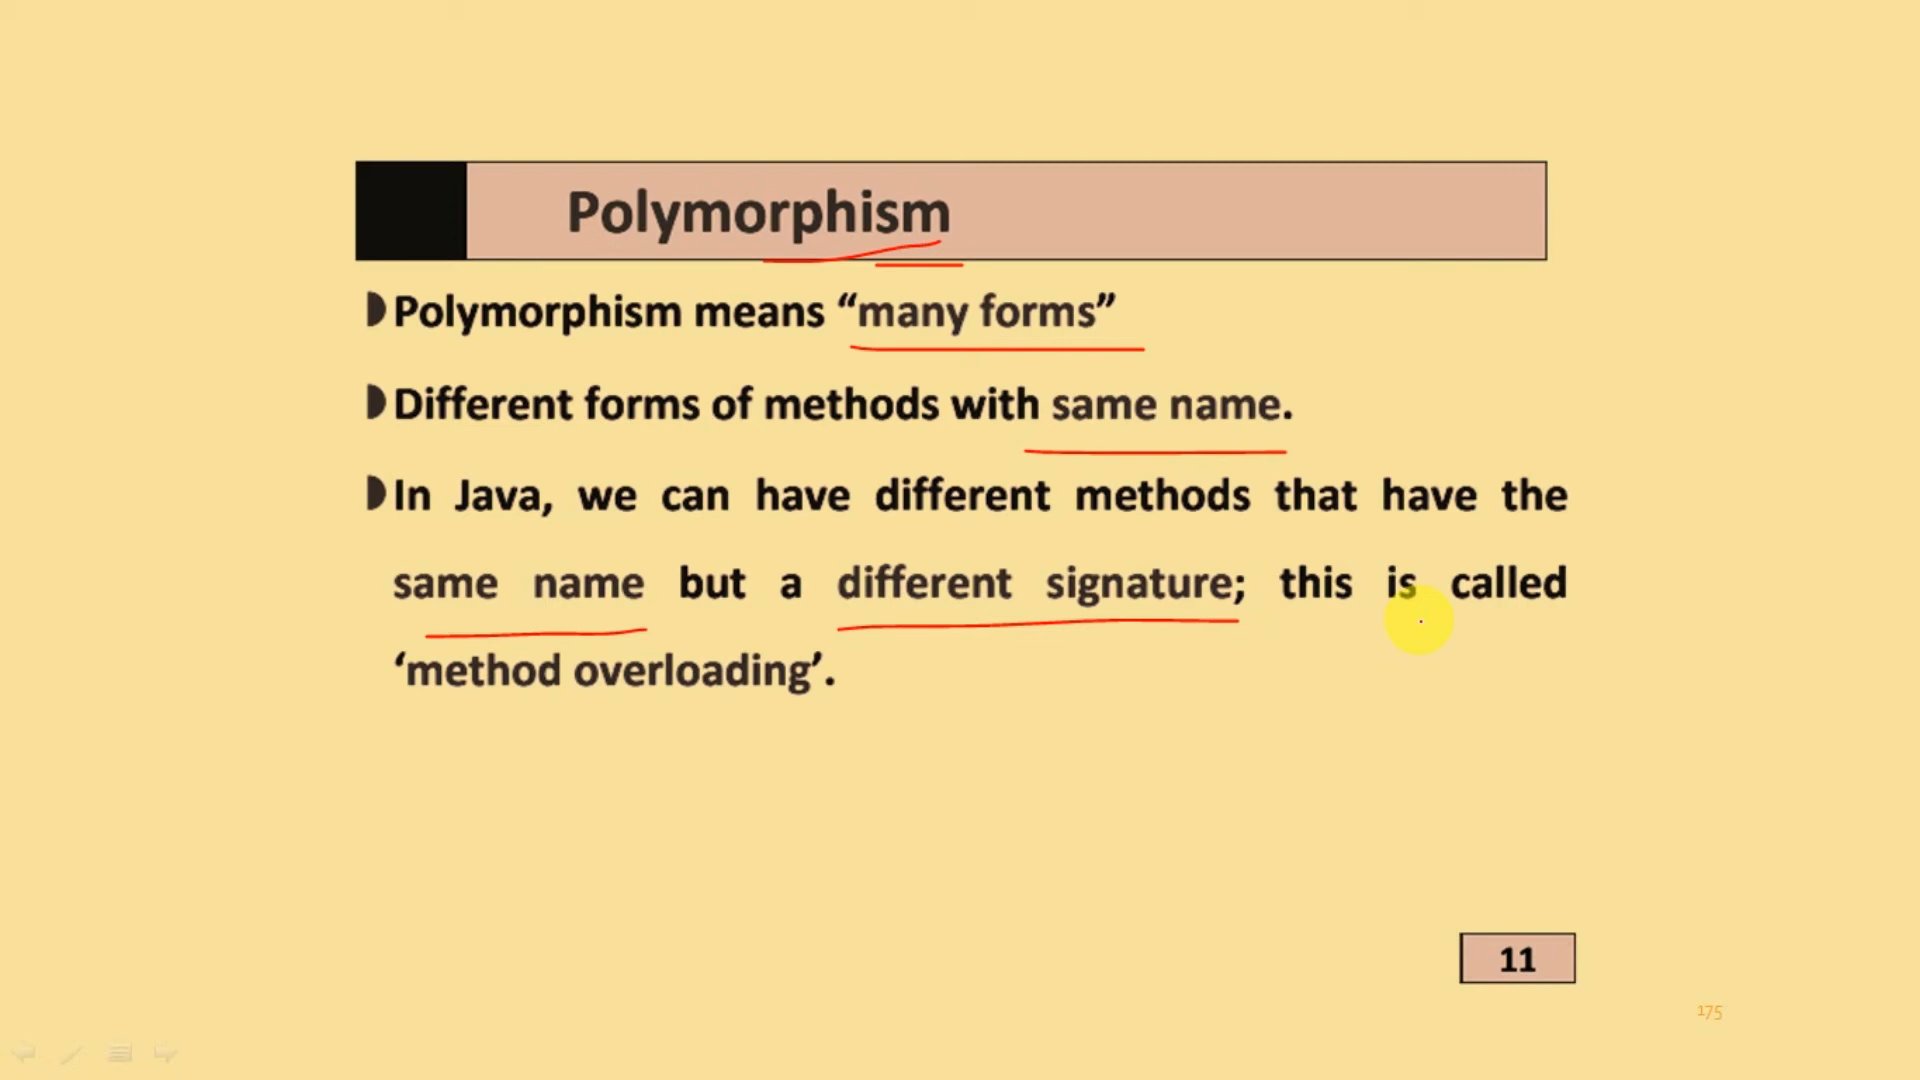 Polymorphism
Polymorphism means “many forms”
Different forms of methods with same name.
In Java, we can have different methods that have the
same name but a different signature; this is called
‘method overloading’.
11
175